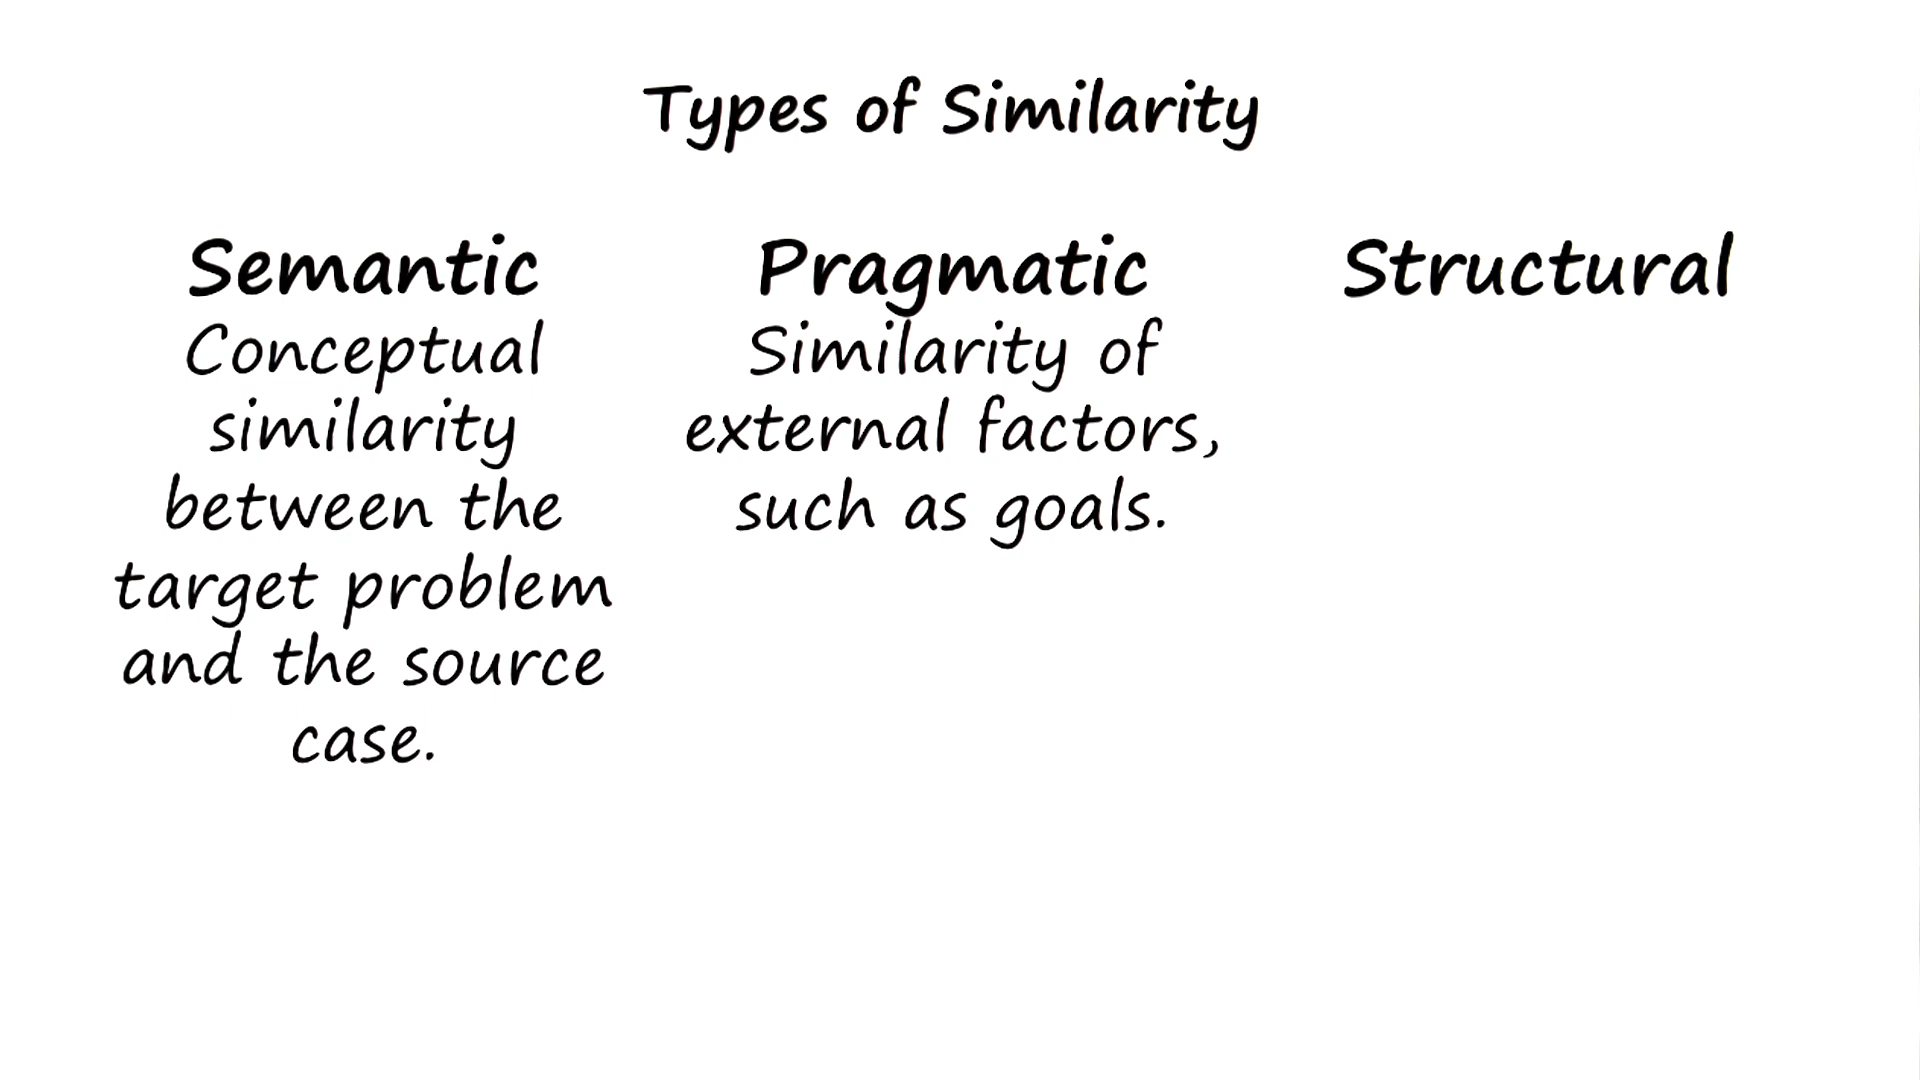 Types of Similarity
Semantic
Conceptual
similarity
between the
target problem
and the source
case.
Pragmatic
Similarity of
external factors,
such as goals.
Structural